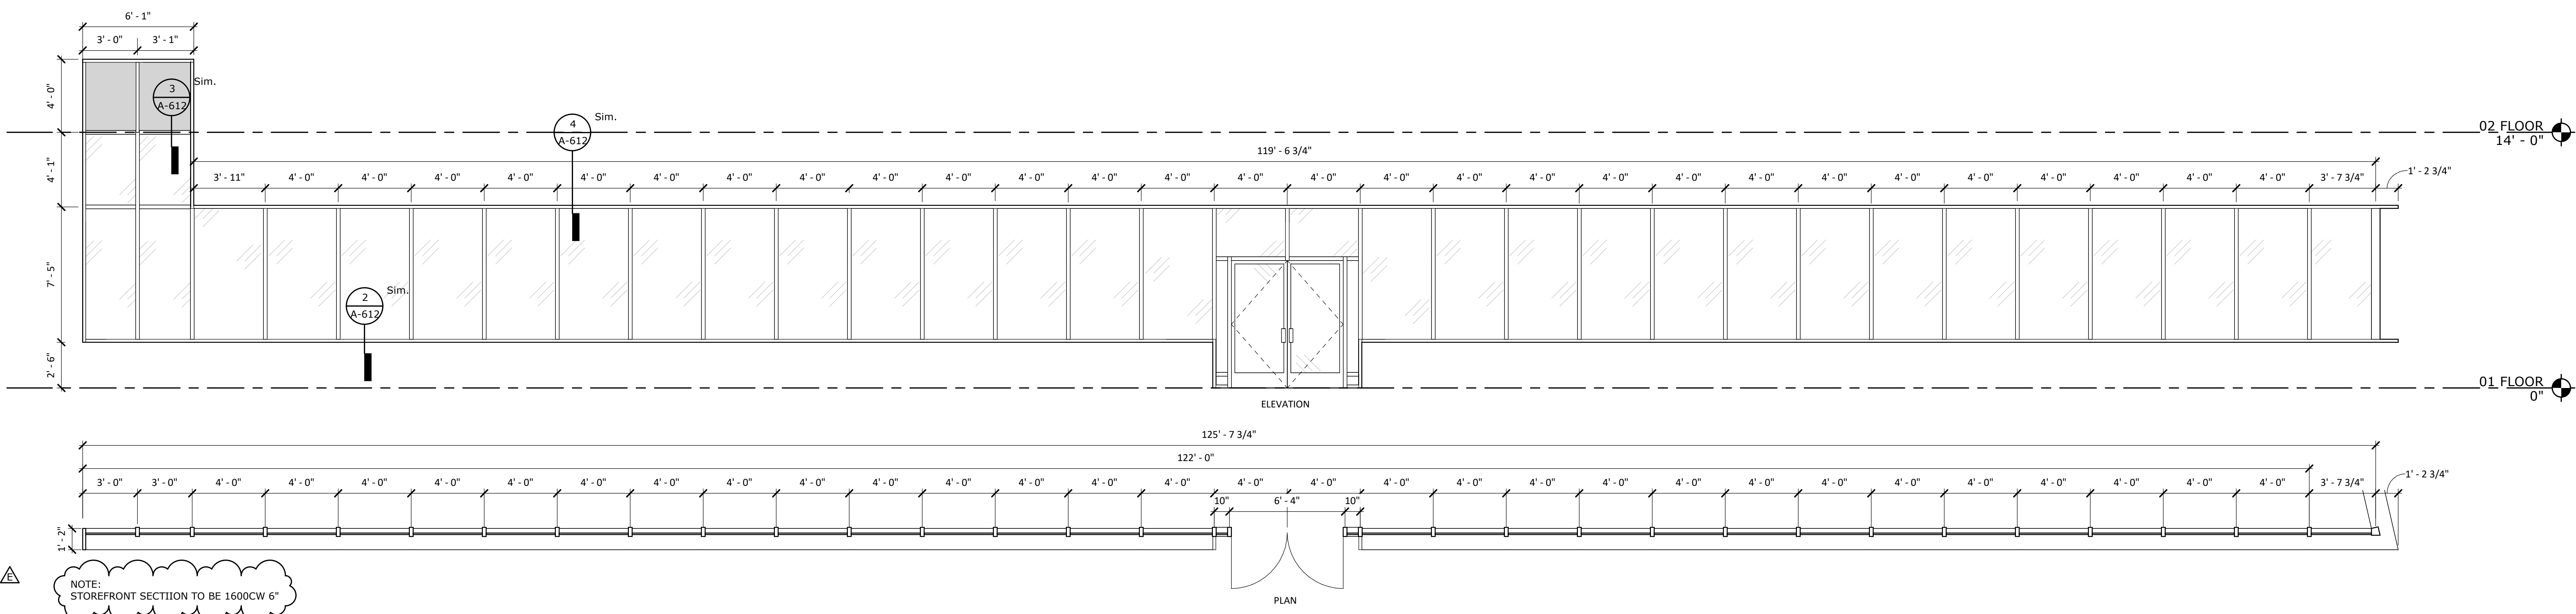 6' - 1"
3' - 0" 3' - 1"
3
A-612
Sim.
4' - 0"
4
A-612
Sim.
02 FLOOR
14' - 0"
119' - 6 3/4"
4' - 1"
3' - 11" 4' - 0" 4' - 0" 4' - 0" 4' - 0" 4' - 0" 4' - 0" 4' - 0" 4' - 0" 4' - 0" 4' - 0" 4' - 0" 4' - 0" 4' - 0" 4' - 0" 4' - 0" 4' - 0" 4' - 0" 4' - 0" 4' - 0" 4' - 0" 4' - 0" 4' - 0" 4' - 0" 4' - 0" 4' - 0" 4' - 0" 4' - 0" 4' - 0" 3' - 7 3/4" 1' - 2 3/4"
7' - 5"
2
A-612
Sim.
2' - 6"
01 FLOOR
0"
ELEVATION
125' - 7 3/4"
122' - 0"
3' - 0" 3' - 0" 4' - 0" 4' - 0" 4' - 0" 4' - 0" 4' - 0" 4' - 0" 4' - 0" 4' - 0" 4' - 0" 4' - 0" 4' - 0" 4' - 0" 4' - 0" 4' - 0" 4' - 0" 4' - 0" 4' - 0" 4' - 0" 4' - 0" 4' - 0" 4' - 0" 4' - 0" 4' - 0" 4' - 0" 4' - 0" 4' - 0" 4' - 0" 4' - 0" 4' - 0" 3' - 7 3/4" 1' - 2 3/4"
10" 6' - 4" 10"
1' - 2"
E
NOTE:
STOREFRONT SECTIION TO BE 1600CW 6"
PLAN